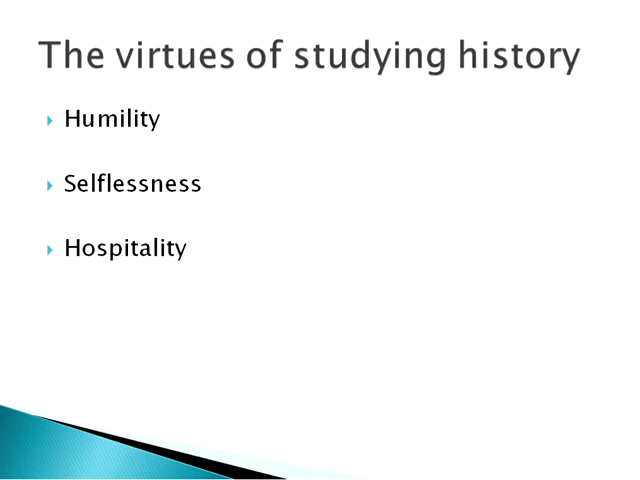 The virtues of studying history
Humility
Selflessness
Hospitality